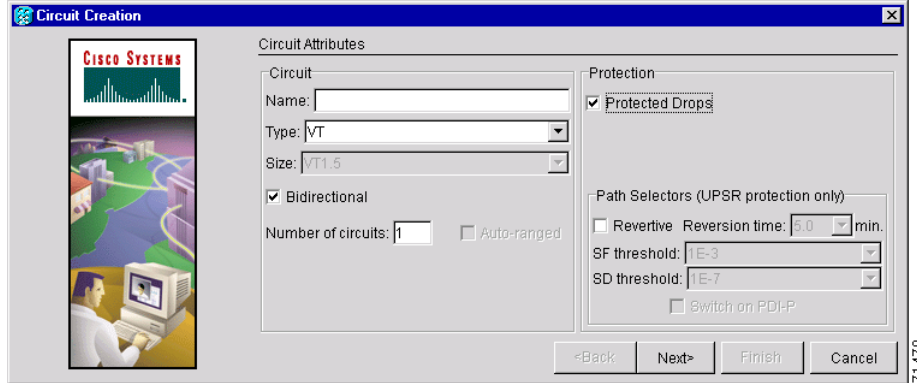 Circuit Creation
CISCO SYSTEMS
Circuit Attributes
Circuit
Name:
Type: VT
Size: VT1.5
Bidirectional
Number of circuits: 1 Auto-ranged
Protection
Protected Drops
Path Selectors (UPSR protection only)
Revertive Reversion time: 5.0 min.
SF threshold: 1E-3
SD threshold: 1E-7
Switch on PDI-P
<Back Next> Finish Cancel